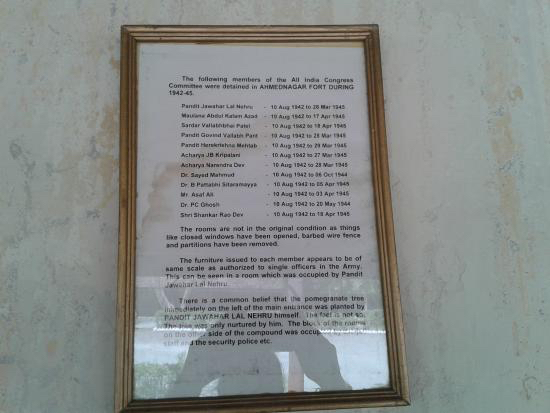 The following members of the All India Congress
Committee were detained in AHMEDNAGAR FORT DURING
1942-45.
Pandit Jawahar Lal Nehru - 10 Aug 1942 to 28 Mar 1945
Maulana Abdul Kalam Azad - 10 Aug 1942 to 17 Apr 1945
Sardar Vallabhbhai Patel - 10 Aug 1942 to 18 Apr 1945
Pandit Govind Vallabh Pant - 10 Aug 1942 to 28 Mar 1945
Pandit Herekrishna Mehtab - 10 Aug 1942 to 29 Mar 1945
Acharya JB Kripalani - 10 Aug 1942 to 27 Mar 1945
Acharya Narendra Dev - 10 Aug 1942 to 28 Mar 1945
Dr. Sayed Mahmud - 10 Aug 1942 to 06 Oct 1944
Dr. B Pattabhi Sitaramayya - 10 Aug 1942 to 05 Apr 1945
Mr. Asaf Ali - 10 Aug 1942 to 03 Apr 1945
Dr. PC Ghosh - 10 Aug 1942 to 20 May 1944
Shri Shankar Rao Dev - 10 Aug 1942 to 18 Apr 1945
The rooms are not in the original condition as things
like closed windows have been opened, barbed wire fence
and partitions have been removed.
The furniture issued to each member appears to be of
same scale as authorized to single officers in the Army.
This can be seen in a room which was occupied by Pandit
Jawahar Lal Nehru.
There is a common belief that the pomegranate tree
immediately on the left of the main entrance was planted by
PANDIT JAWAHAR LAL NEHRU himself. The fact is not so.
The tree was only nurtured by him. The block of the rooms
on the other side of the compound was occupied by
staff and the security police etc.